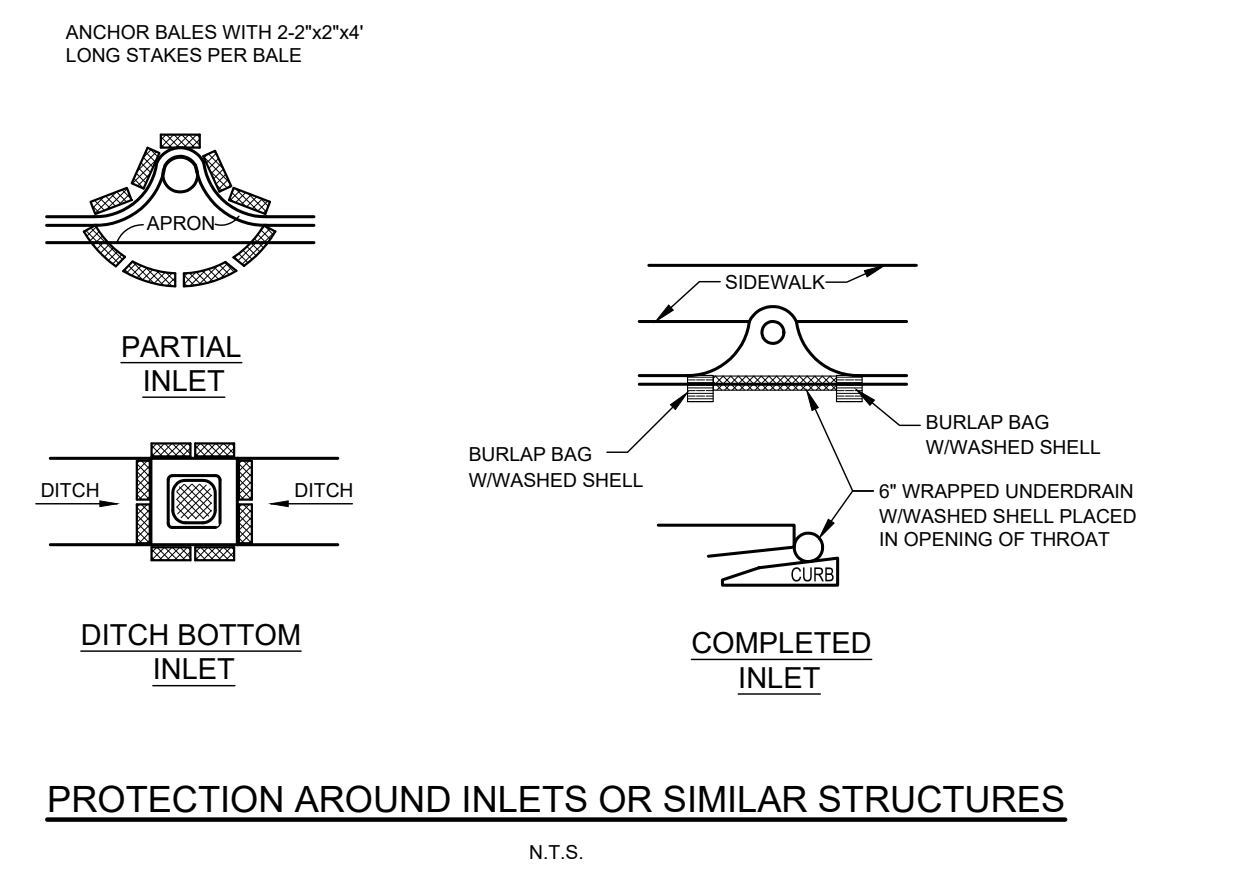 ANCHOR BALES WITH 2-2"x2"x4'
LONG STAKES PER BALE
APRON
PARTIAL
INLET
DITCH
DITCH
DITCH BOTTOM
INLET
SIDEWALK
BURLAP BAG
W/WASHED SHELL
BURLAP BAG
W/WASHED SHELL
6" WRAPPED UNDERDRAIN
W/WASHED SHELL PLACED
IN OPENING OF THROAT
CURB
COMPLETED
INLET
PROTECTION AROUND INLETS OR SIMILAR STRUCTURES
N.T.S.